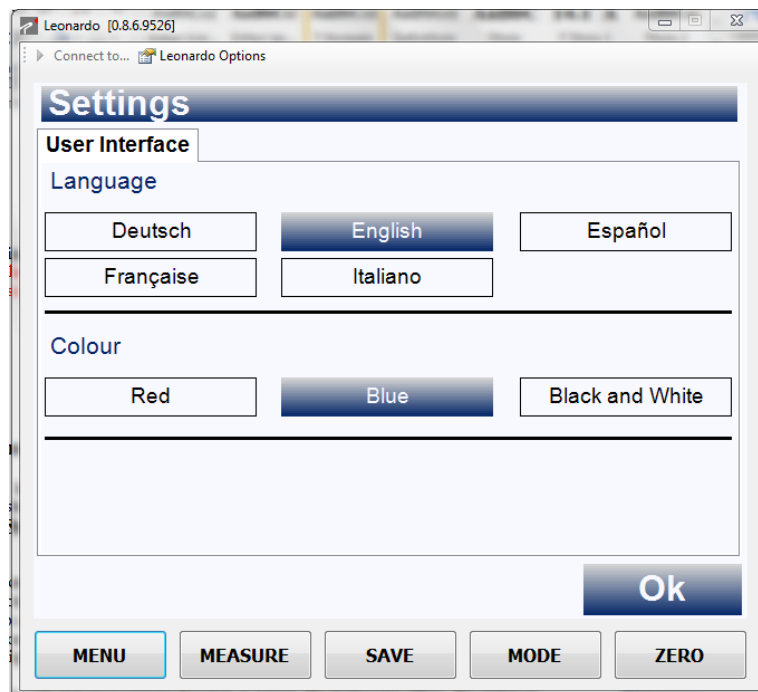 Leonardo [0.8.6.9526]
Connect to... Leonardo Options
Settings
User Interface
Language
Deutsch English Español
Française Italiano
Colour
Red Blue Black and White
Ok
MENU MEASURE SAVE MODE ZERO